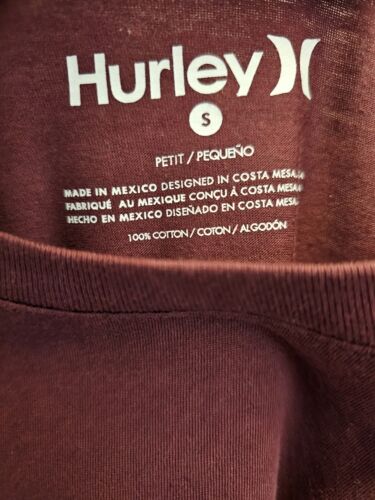 Hurley
S
PETIT / PEQUEÑO
MADE IN MEXICO DESIGNED IN COSTA MESA
FABRIQUÉ AU MEXIQUE CONÇU À COSTA MESA
HECHO EN MEXICO DISEÑADO EN COSTA MESA
100% COTTON / COTON / ALGODÓN